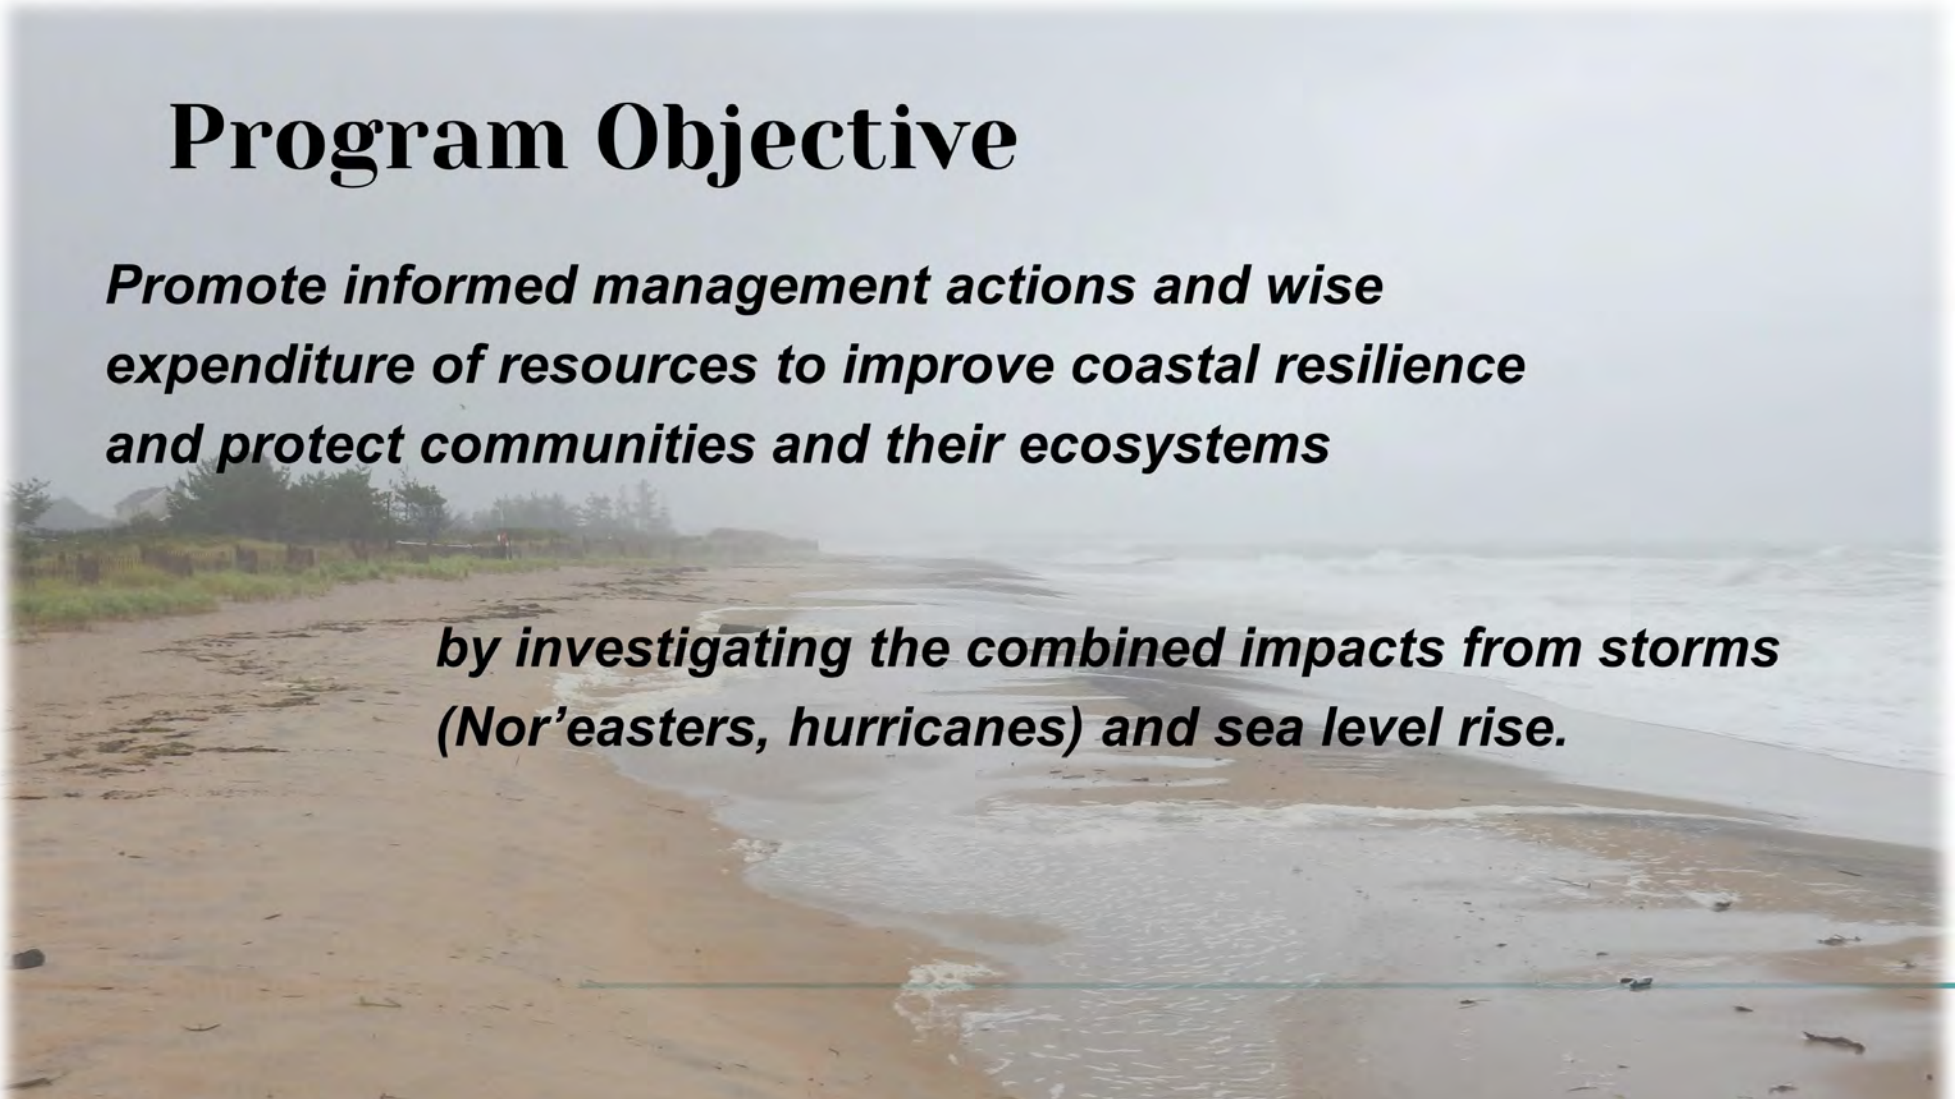 Program Objective
Promote informed management actions and wise
expenditure of resources to improve coastal resilience
and protect communities and their ecosystems
by investigating the combined impacts from storms
(Nor’easters, hurricanes) and sea level rise.